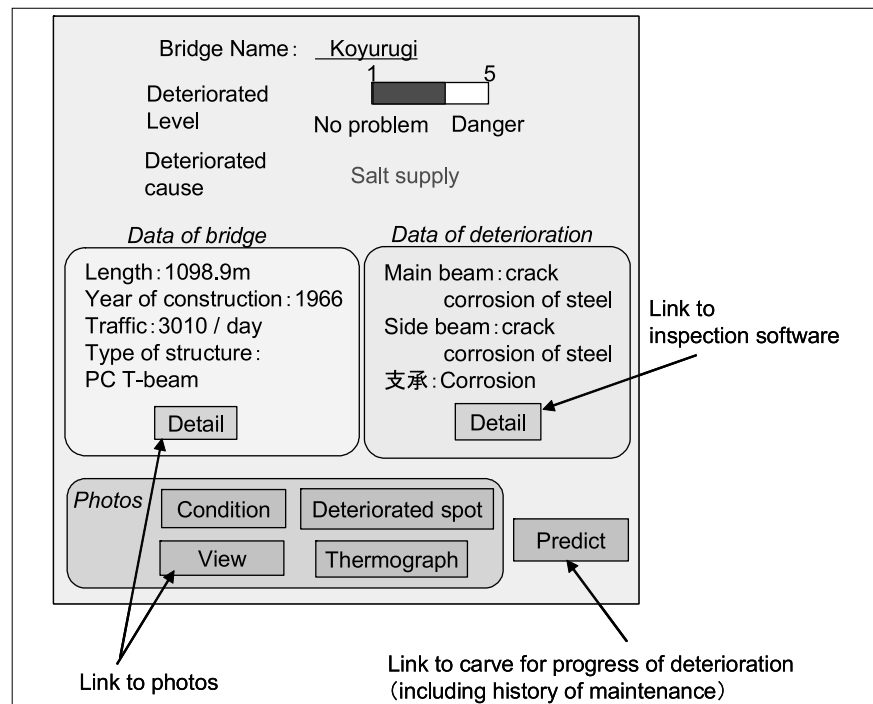 Bridge Name： Koyurugi
1 5
Deteriorated
Level
No problem Danger
Deteriorated
cause
Salt supply
Data of bridge
Length：1098.9m
Year of construction：1966
Traffic：3010 / day
Type of structure：
PC T-beam
Detail
Data of deterioration
Main beam：crack
corrosion of steel
Side beam：crack
corrosion of steel
支承：Corrosion
Detail
Link to
inspection software
Photos
Condition
Deteriorated spot
View
Thermograph
Predict
Link to photos
Link to carve for progress of deterioration
（including history of maintenance）